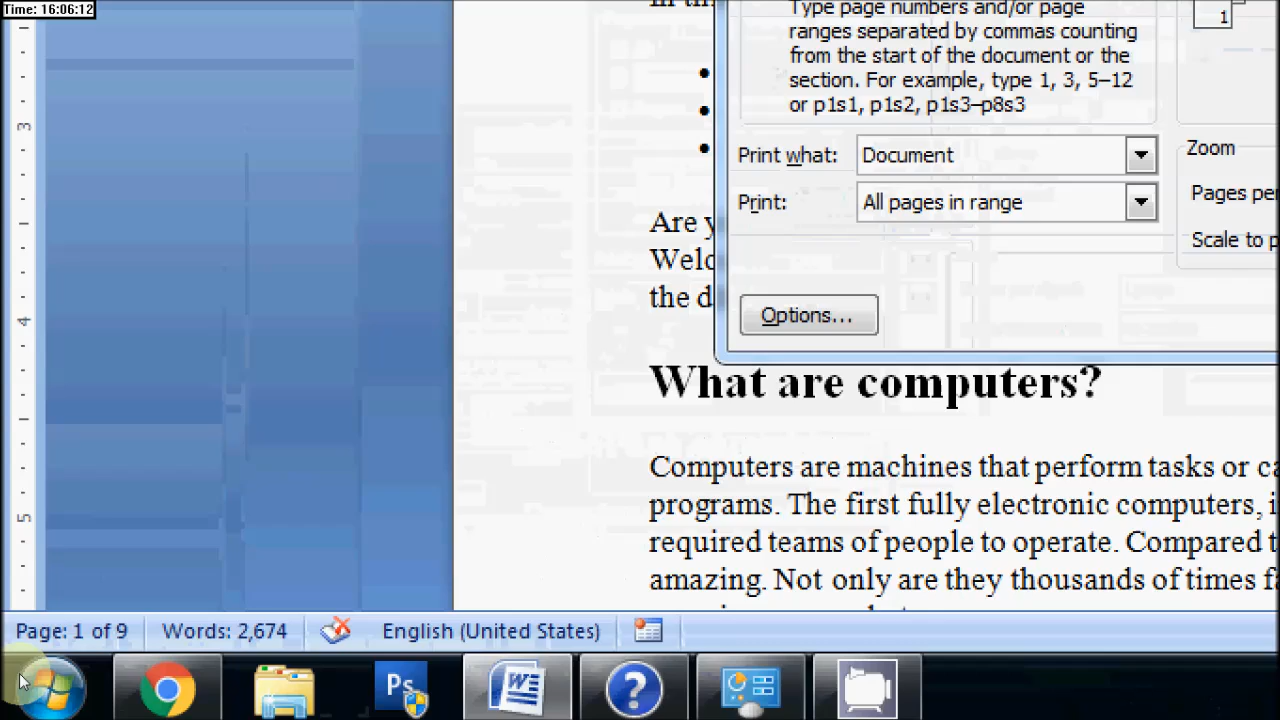 Time: 16:06:12
Type page numbers and/or page
ranges separated by commas counting
from the start of the document or the
section. For example, type 1, 3, 5–12
or p1s1, p1s2, p1s3–p8s3
1
Print what: Document
Zoom
Print: All pages in range
Pages per
Scale to p
Options...
3
4
5
Are y
Welc
the d
What are computers?
Computers are machines that perform tasks or ca
programs. The first fully electronic computers, i
required teams of people to operate. Compared t
amazing. Not only are they thousands of times fa
Page: 1 of 9
Words: 2,674
English (United States)
Ps
W
?